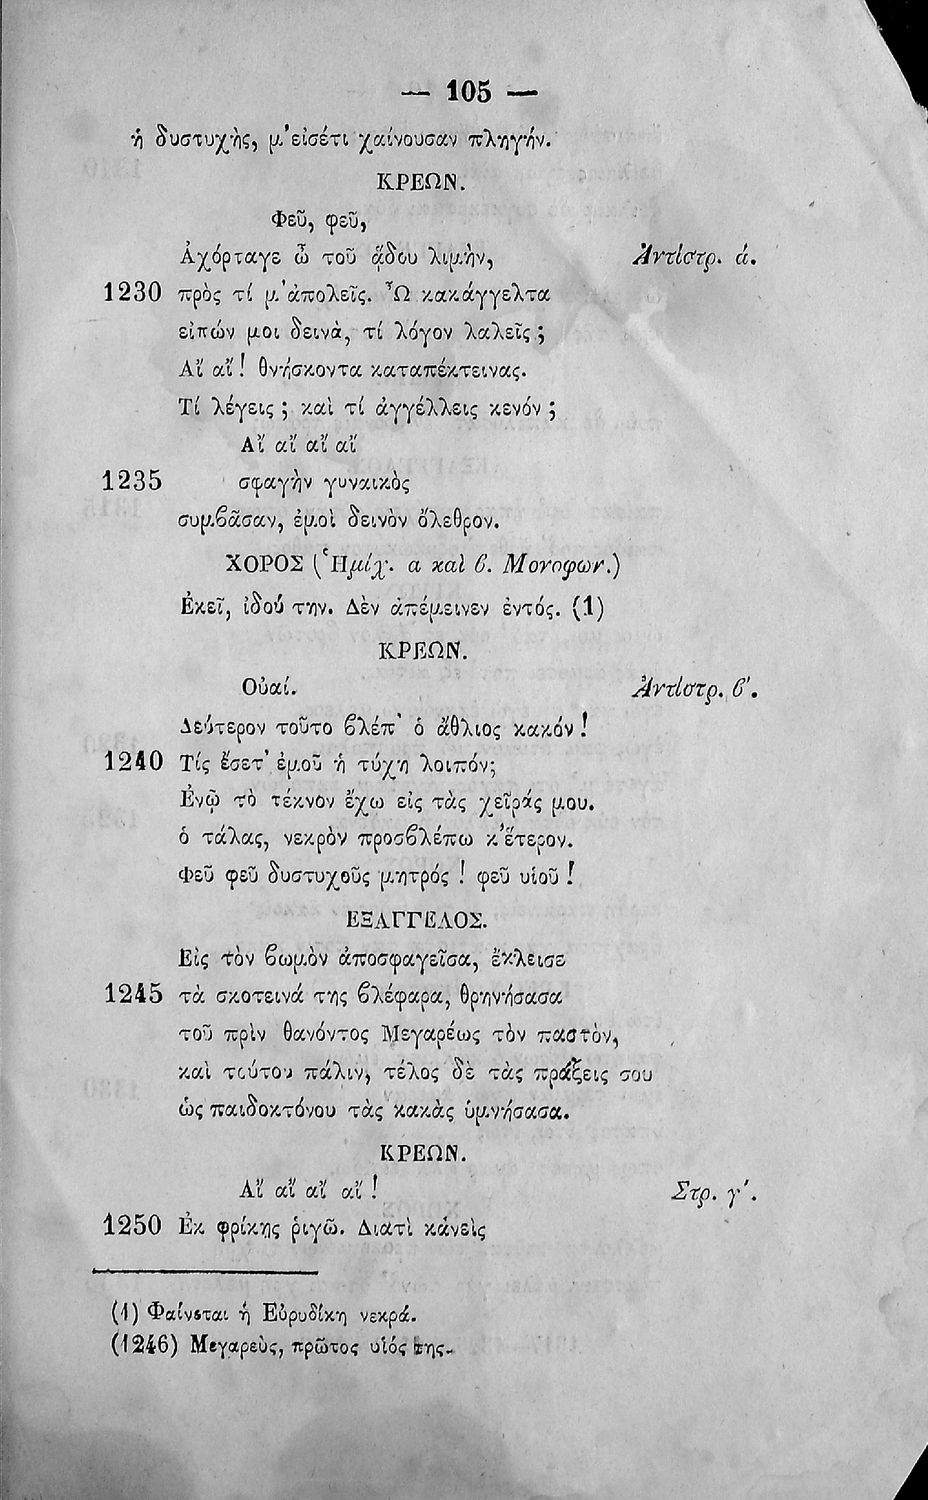 — 105 —
ἡ δυστυχὴς, μ᾽εἰσέτι χαίνουσαν πληγήν.
ΚΡΕΩΝ.
Φεῦ, φεῦ,
Ἀχόρταγε ὦ τοῦ ᾅδου λιμὴν, Ἀντίστρ. ά.
1230 πρὸς τί μ᾽ἀπολεῖς. Ὦ κακάγγελτα
εἰπών μοι δεινὰ, τί λόγον λαλεῖς ;
Αἴ αἴ ! θνήσκοντα καταπέκτεινας.
Τί λέγεις ; καὶ τί ἀγγέλλεις κενόν ;
Αἴ αἴ αἴ αἴ
1235 σφαγὴν γυναικὸς
συμβᾶσαν, ἐμοὶ δεινὸν ὄλεθρον.
ΧΟΡΟΣ (Ἡμίχ. α καὶ β. Μονοφων.)
Ἐκεῖ, ἰδού την. Δὲν ἀπέμεινεν ἐντός. (1)
ΚΡΕΩΝ.
Οὐαί. Ἀντίστρ. β΄.
Δεύτερον τοῦτο βλέπ᾽ ὁ ἄθλιος κακόν !
1240 Τίς ἔσετ᾽ ἐμοῦ ἡ τύχη λοιπόν;
Ἐνῷ τὸ τέκνον ἔχω εἰς τὰς χεῖράς μου.
ὁ τάλας, νεκρὸν προσβλέπω κ᾽ἕτερον.
Φεῦ φεῦ δυστυχοῦς μητρός ! φεῦ υἱοῦ !
ΕΞΑΓΓΕΛΟΣ.
Εἰς τὸν βωμὸν ἀποσφαγεῖσα, ἔκλεισε
1245 τὰ σκοτεινά της βλέφαρα, θρηνήσασα
τοῦ πρὶν θανόντος Μεγαρέως τὸν παστὸν,
καὶ τούτου πάλιν, τέλος δὲ τὰς πράξεις σου
ὡς παιδοκτόνου τὰς κακὰς ὑμνήσασα.
ΚΡΕΩΝ.
Αἴ αἴ αἴ αἴ ! Στρ. γ΄.
1250 Ἐκ φρίκης ῥιγῶ. Διατὶ κάνεὶς
(1) Φαίνεται ἡ Εὐρυδίκη νεκρά.
(1246) Μεγαρεὺς, πρῶτος υἱός της.